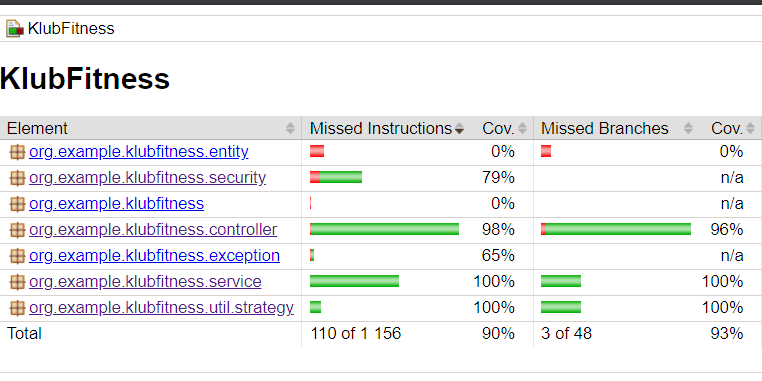 KlubFitness
KlubFitness
Element Missed Instructions Cov. Missed Branches Cov.
org.example.klubfitness.entity 0% 0%
org.example.klubfitness.security 79% n/a
org.example.klubfitness 0% n/a
org.example.klubfitness.controller 98% 96%
org.example.klubfitness.exception 65% n/a
org.example.klubfitness.service 100% 100%
org.example.klubfitness.util.strategy 100% 100%
Total 110 of 1 156 90% 3 of 48 93%